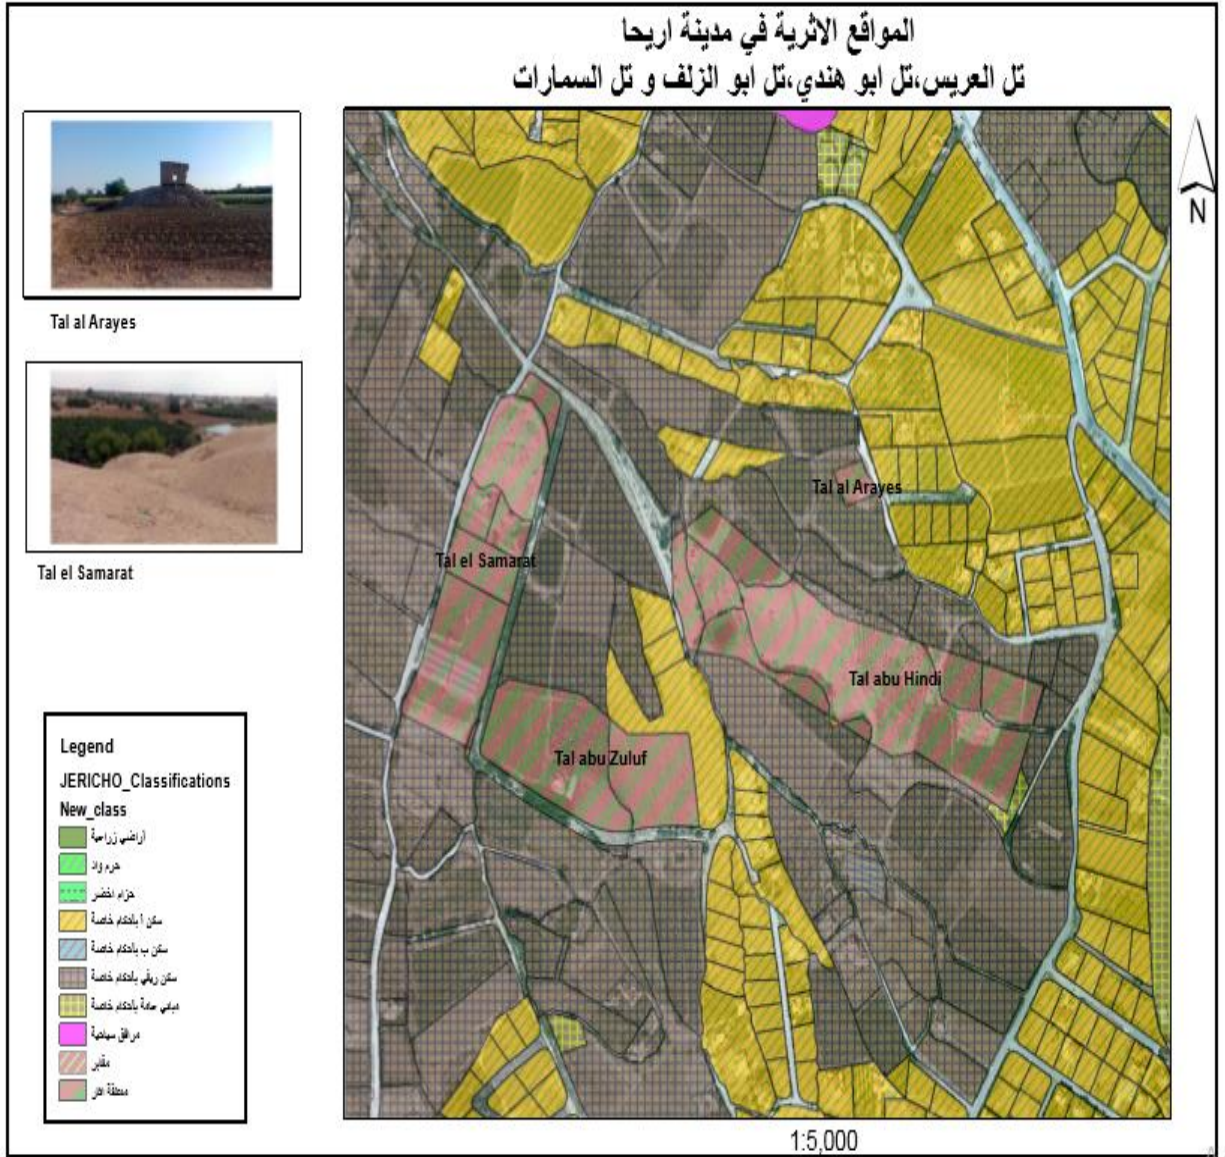 المواقع الاثرية في مدينة اريحا
تل العريس،تل ابو هندي،تل ابو الزلف و تل السمارات
N
Tal al Arayes
Tal el Samarat
Tal al Arayes
Tal el Samarat
Tal abu Hindi
Tal abu Zuluf
Legend
JERICHO_Classifications
New_class
أراضي زراعية
حرم واد
حزام اخضر
سكن أ بأحكام خاصة
سكن ب بأحكام خاصة
سكن ريفي بأحكام خاصة
مباني عامة بأحكام خاصة
مرافق سياحية
مقابر
منطقة اثار
1:5,000